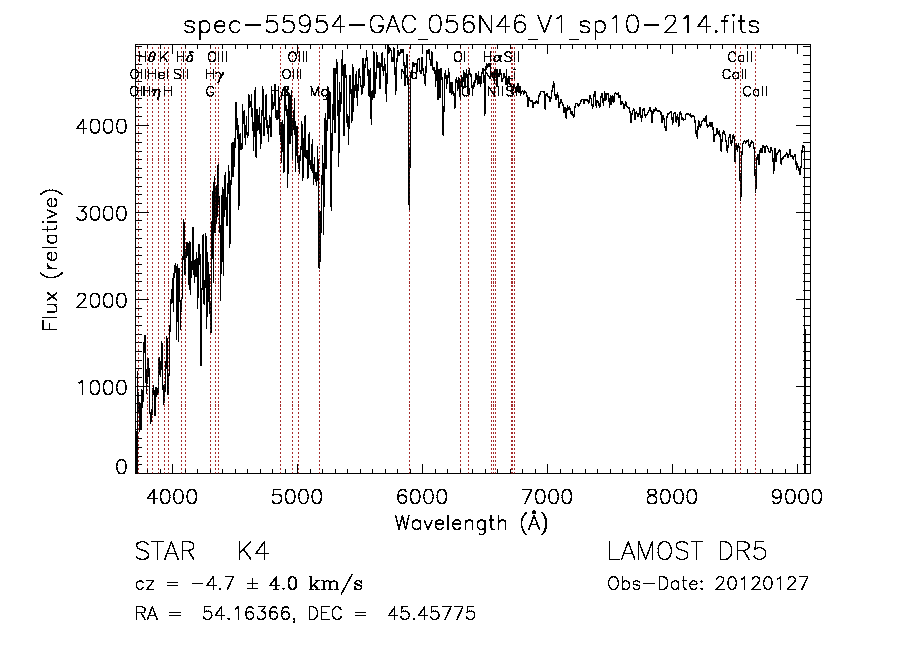 spec-55954-GAC_056N46_V1_sp10-214.fits
Hθ K Hδ OIII OIII OI Hα SII CaII
OII HeI SII Hγ OIII Na CaII
OII Hη H G Hβ Mg OI NII SII CaII
4000
3000
2000
1000
0
Flux (relative)
4000 5000 6000 7000 8000 9000
Wavelength (Å)
STAR K4 LAMOST DR5
cz = -4.7 ± 4.0 km/s Obs-Date: 20120127
RA = 54.16366, DEC = 45.45775